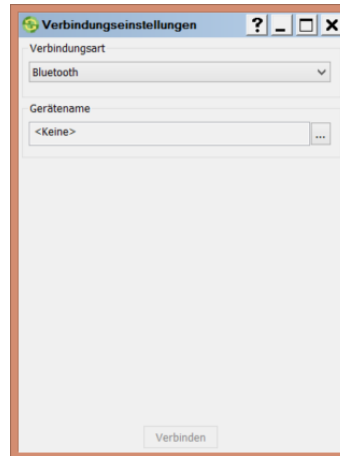 Verbindungseinstellungen
Verbindungsart
Bluetooth
Gerätename
<Keine>
...
Verbinden